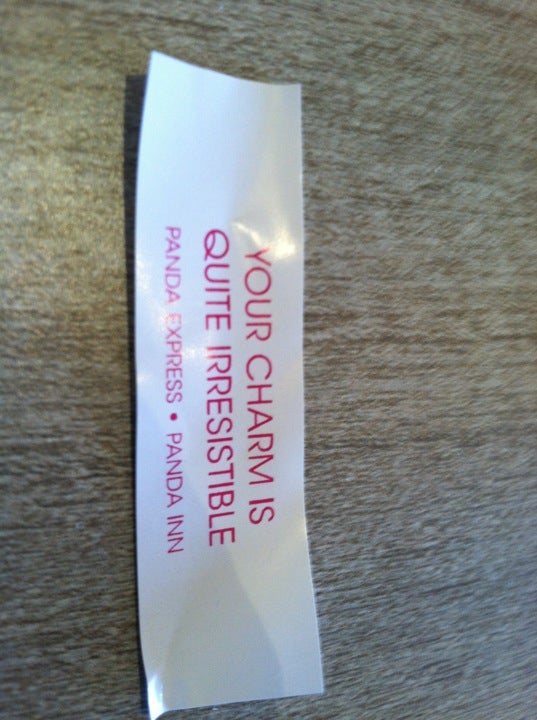 YOUR CHARM IS
QUITE IRRESISTIBLE
PANDA EXPRESS • PANDA INN